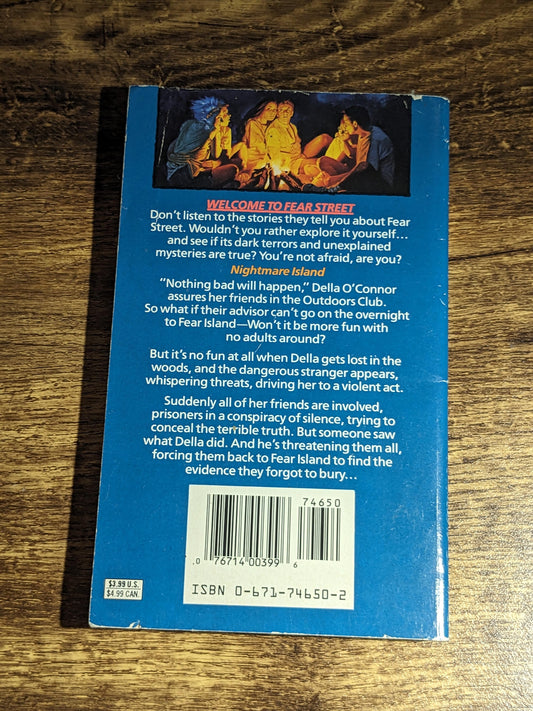 WELCOME TO FEAR STREET
Don't listen to the stories they tell you about Fear
Street. Wouldn't you rather explore it yourself...
and see if its dark terrors and unexplained
mysteries are true? You're not afraid, are you?
Nightmare Island
"Nothing bad will happen," Della O'Connor
assures her friends in the Outdoors Club.
So what if their advisor can't go on the overnight
to Fear Island—Won't it be more fun with
no adults around?
But it's no fun at all when Della gets lost in the
woods, and the dangerous stranger appears,
whispering threats, driving her to a violent act.
Suddenly all of her friends are involved,
prisoners in a conspiracy of silence, trying to
conceal the terrible truth. But someone saw
what Della did. And he's threatening them all,
forcing them back to Fear Island to find the
evidence they forgot to bury...
74650
0 76714 00399 6
ISBN 0-671-74650-2
$3.99 U.S.
$4.99 CAN.